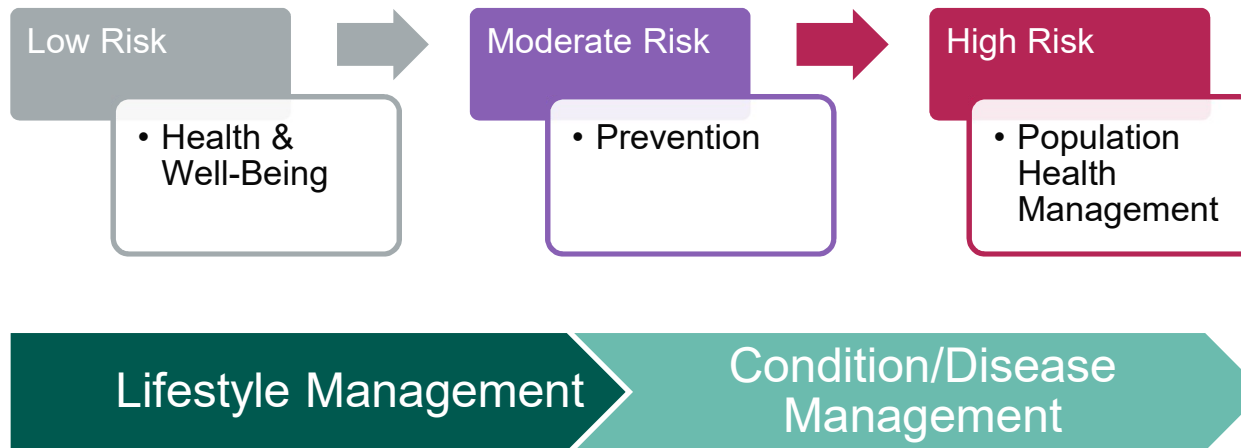 Low Risk
• Health &
Well-Being
Moderate Risk
• Prevention
High Risk
• Population
Health
Management
Lifestyle Management
Condition/Disease
Management